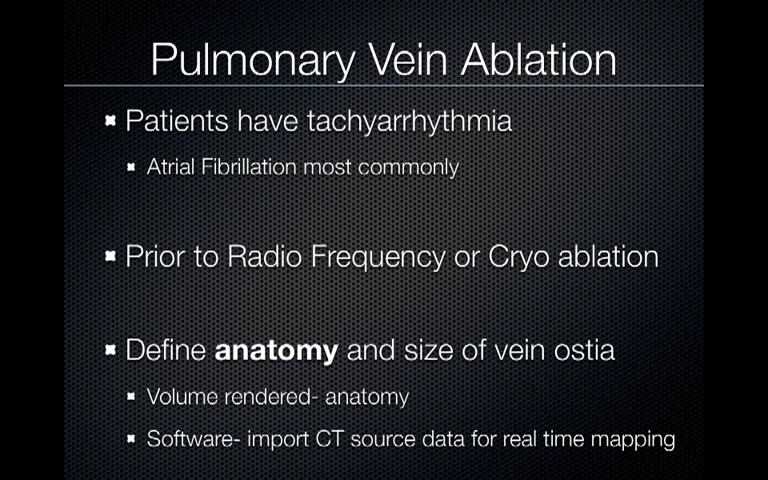 Pulmonary Vein Ablation
Patients have tachyarrhythmia
Atrial Fibrillation most commonly
Prior to Radio Frequency or Cryo ablation
Define anatomy and size of vein ostia
Volume rendered- anatomy
Software- import CT source data for real time mapping